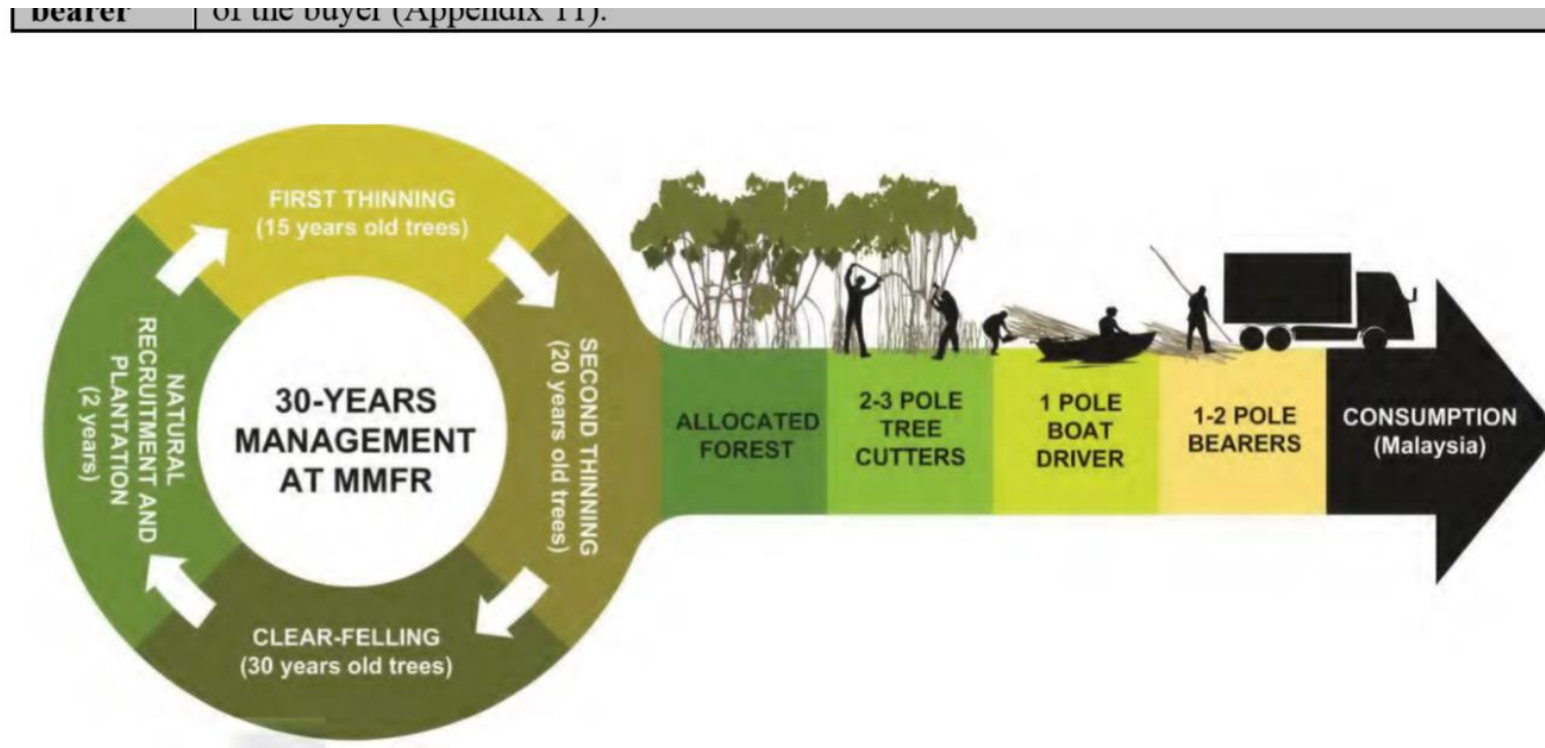 bearer of the buyer (Appendix 11).
FIRST THINNING
(15 years old trees)
SECOND THINNING
(20 years old trees)
CLEAR-FELLING
(30 years old trees)
NATURAL
RECRUITMENT AND
PLANTATION
(2 years)
30-YEARS
MANAGEMENT
AT MMFR
ALLOCATED
FOREST
2-3 POLE
TREE
CUTTERS
1 POLE
BOAT
DRIVER
1-2 POLE
BEARERS
CONSUMPTION
(Malaysia)